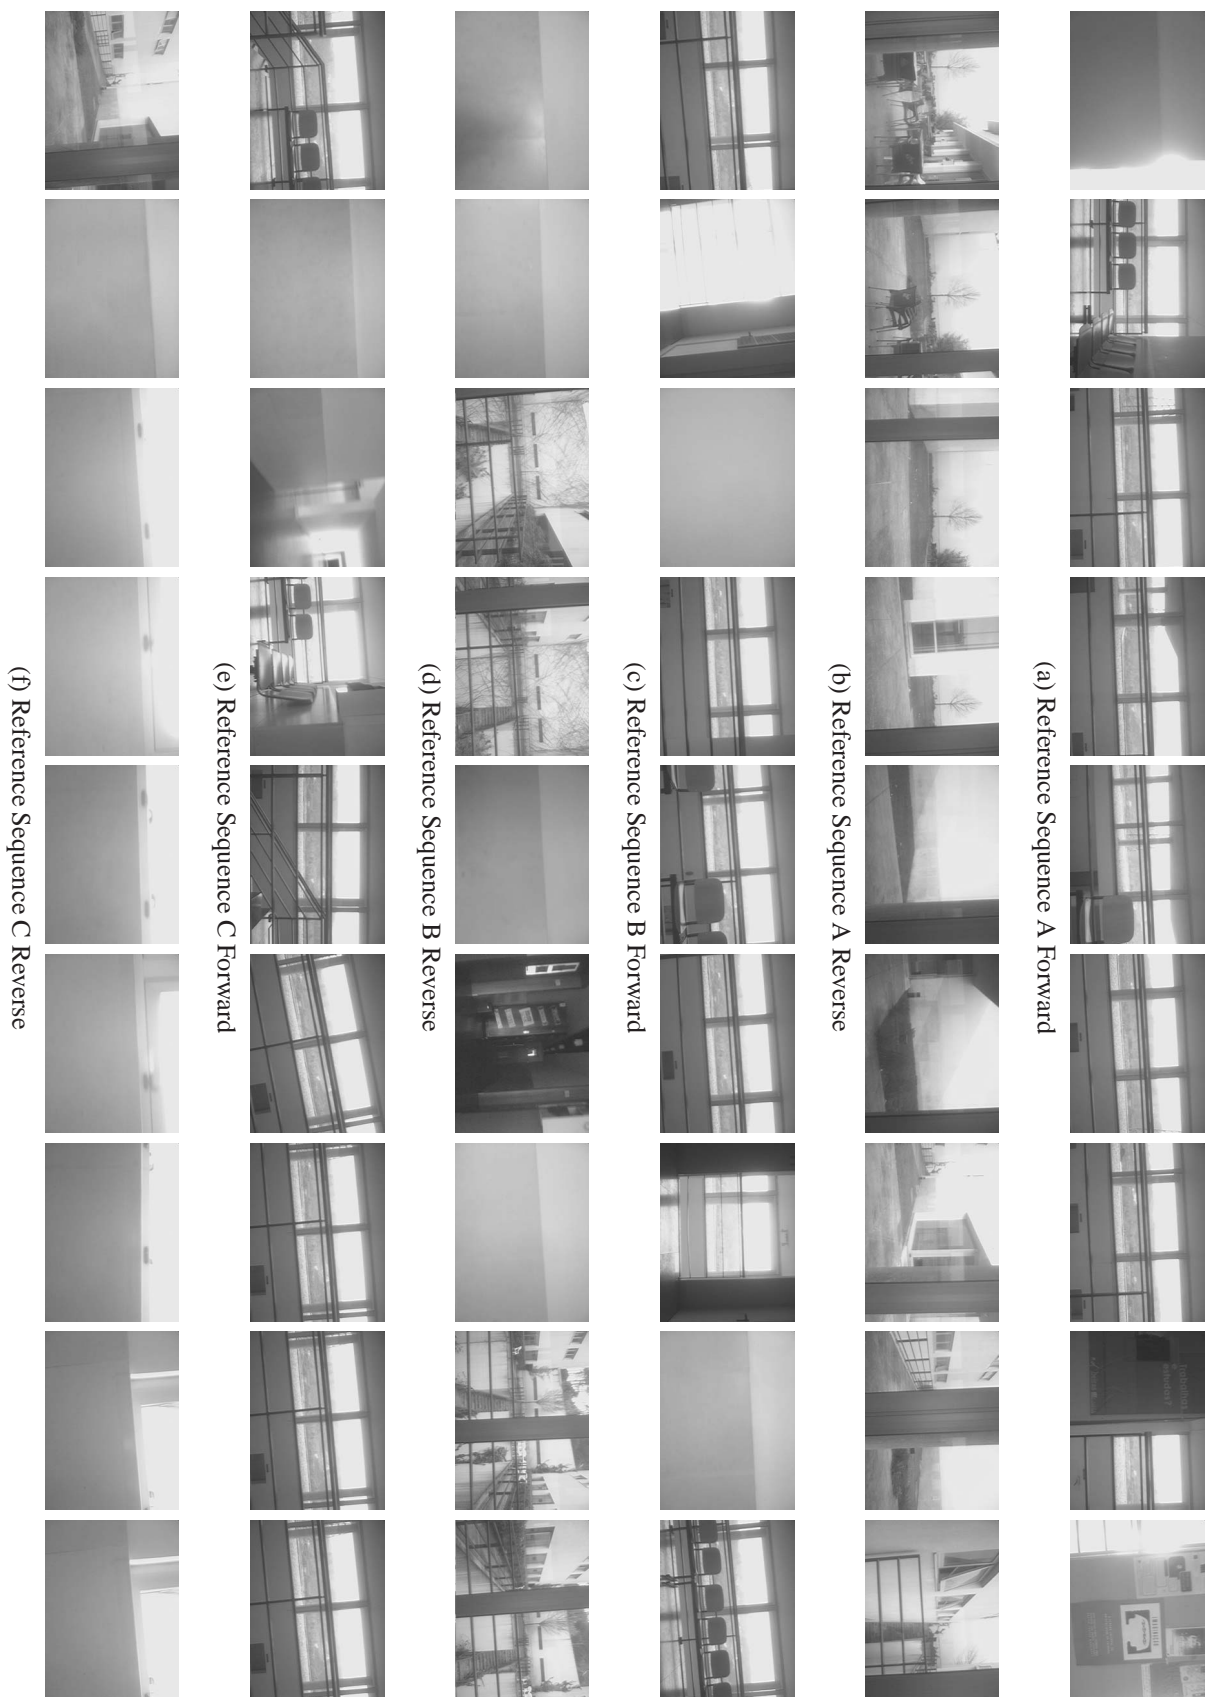 (a) Reference Sequence A Forward
(b) Reference Sequence A Reverse
(c) Reference Sequence B Forward
(d) Reference Sequence B Reverse
(e) Reference Sequence C Forward
(f) Reference Sequence C Reverse